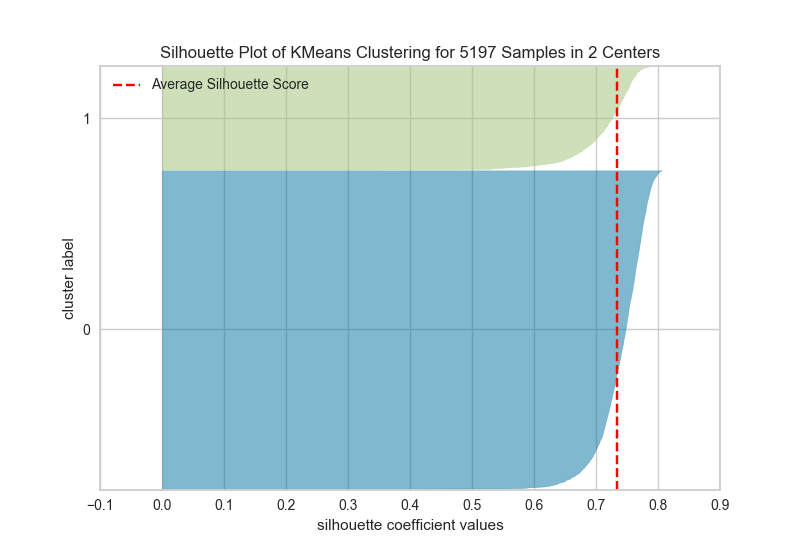 Silhouette Plot of KMeans Clustering for 5197 Samples in 2 Centers
Average Silhouette Score
1
cluster label
0
−0.1 0.0 0.1 0.2 0.3 0.4 0.5 0.6 0.7 0.8 0.9
silhouette coefficient values